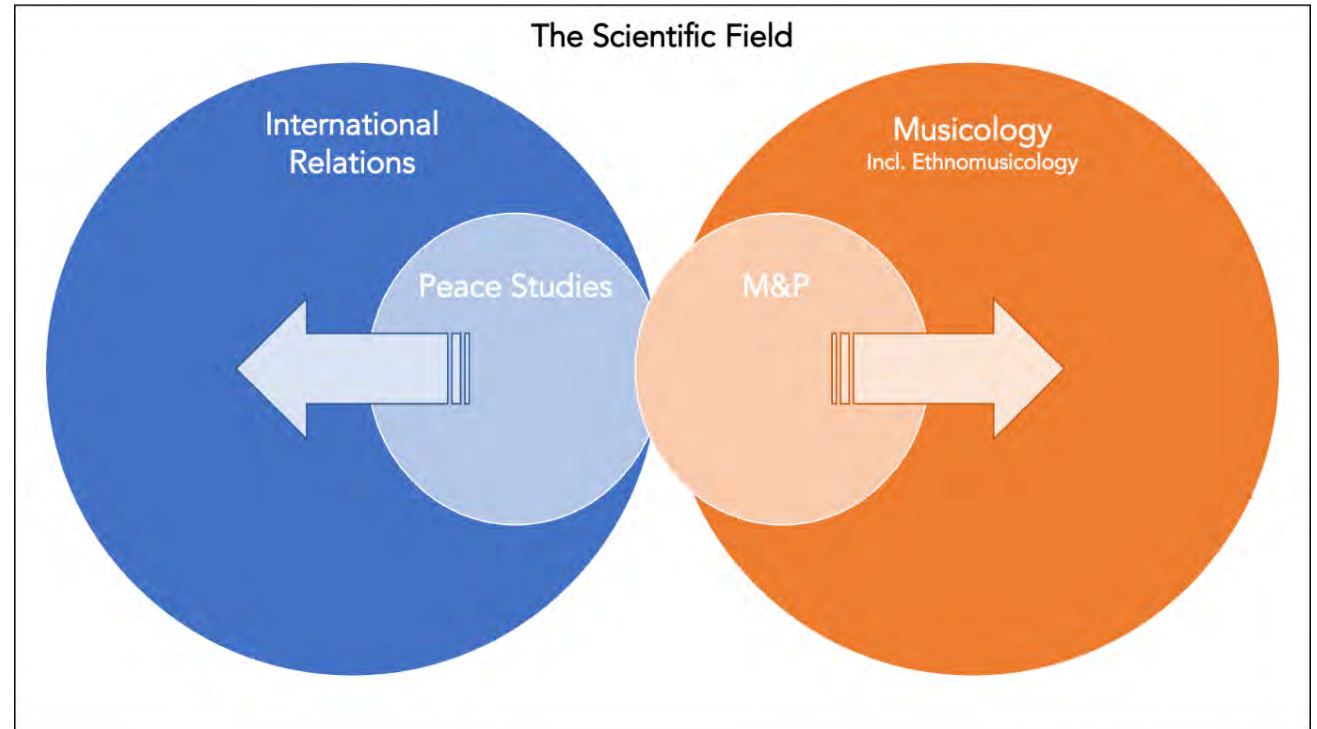 The Scientific Field
International
Relations
Musicology
Incl. Ethnomusicology
Peace Studies
M&P